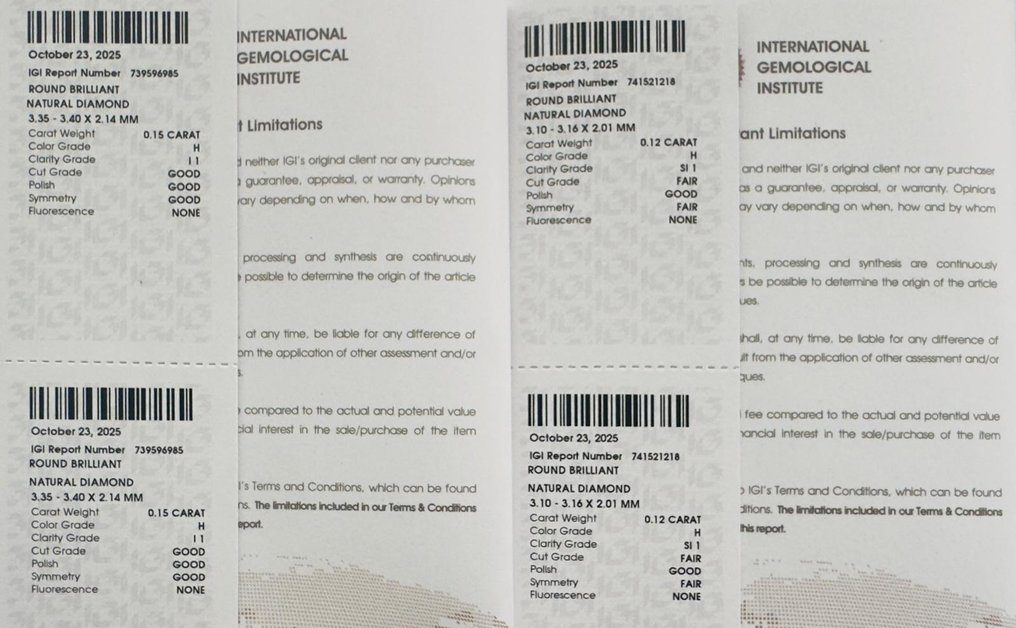 October 23, 2025
IGI Report Number 739596985
ROUND BRILLIANT
NATURAL DIAMOND
3.35 - 3.40 X 2.14 MM
Carat Weight 0.15 CARAT
Color Grade H
Clarity Grade I 1
Cut Grade GOOD
Polish GOOD
Symmetry GOOD
Fluorescence NONE
October 23, 2025
IGI Report Number 739596985
ROUND BRILLIANT
NATURAL DIAMOND
3.35 - 3.40 X 2.14 MM
Carat Weight 0.15 CARAT
Color Grade H
Clarity Grade I 1
Cut Grade GOOD
Polish GOOD
Symmetry GOOD
Fluorescence NONE
INTERNATIONAL
GEMOLOGICAL
INSTITUTE
t Limitations
d neither IGI's original client nor any purchaser
guarantee, appraisal, or warranty. Opinions
vary depending on when, how and by whom
processing and synthesis are continuously
possible to determine the origin of the article
, at any time, be liable for any difference of
om the application of other assessment and/or
s.
compared to the actual and potential value
cial interest in the sale/purchase of the item
I's Terms and Conditions, which can be found
ns. The limitations included in our Terms & Conditions
eport.
October 23, 2025
IGI Report Number 741521218
ROUND BRILLIANT
NATURAL DIAMOND
3.10 - 3.16 X 2.01 MM
Carat Weight 0.12 CARAT
Color Grade H
Clarity Grade SI 1
Cut Grade FAIR
Polish GOOD
Symmetry FAIR
Fluorescence NONE
October 23, 2025
IGI Report Number 741521218
ROUND BRILLIANT
NATURAL DIAMOND
3.10 - 3.16 X 2.01 MM
Carat Weight 0.12 CARAT
Color Grade H
Clarity Grade SI 1
Cut Grade FAIR
Polish GOOD
Symmetry FAIR
Fluorescence NONE
INTERNATIONAL
GEMOLOGICAL
INSTITUTE
ant Limitations
and neither IGI's original client nor any purchaser
as a guarantee, appraisal, or warranty. Opinions
ay vary depending on when, how and by whom
nts, processing and synthesis are continuously
s be possible to determine the origin of the article
ues.
hall, at any time, be liable for any difference of
ult from the application of other assessment and/or
ques.
fee compared to the actual and potential value
nancial interest in the sale/purchase of the item
o IGI's Terms and Conditions, which can be found
ditions. The limitations included in our Terms & Conditions
this report.